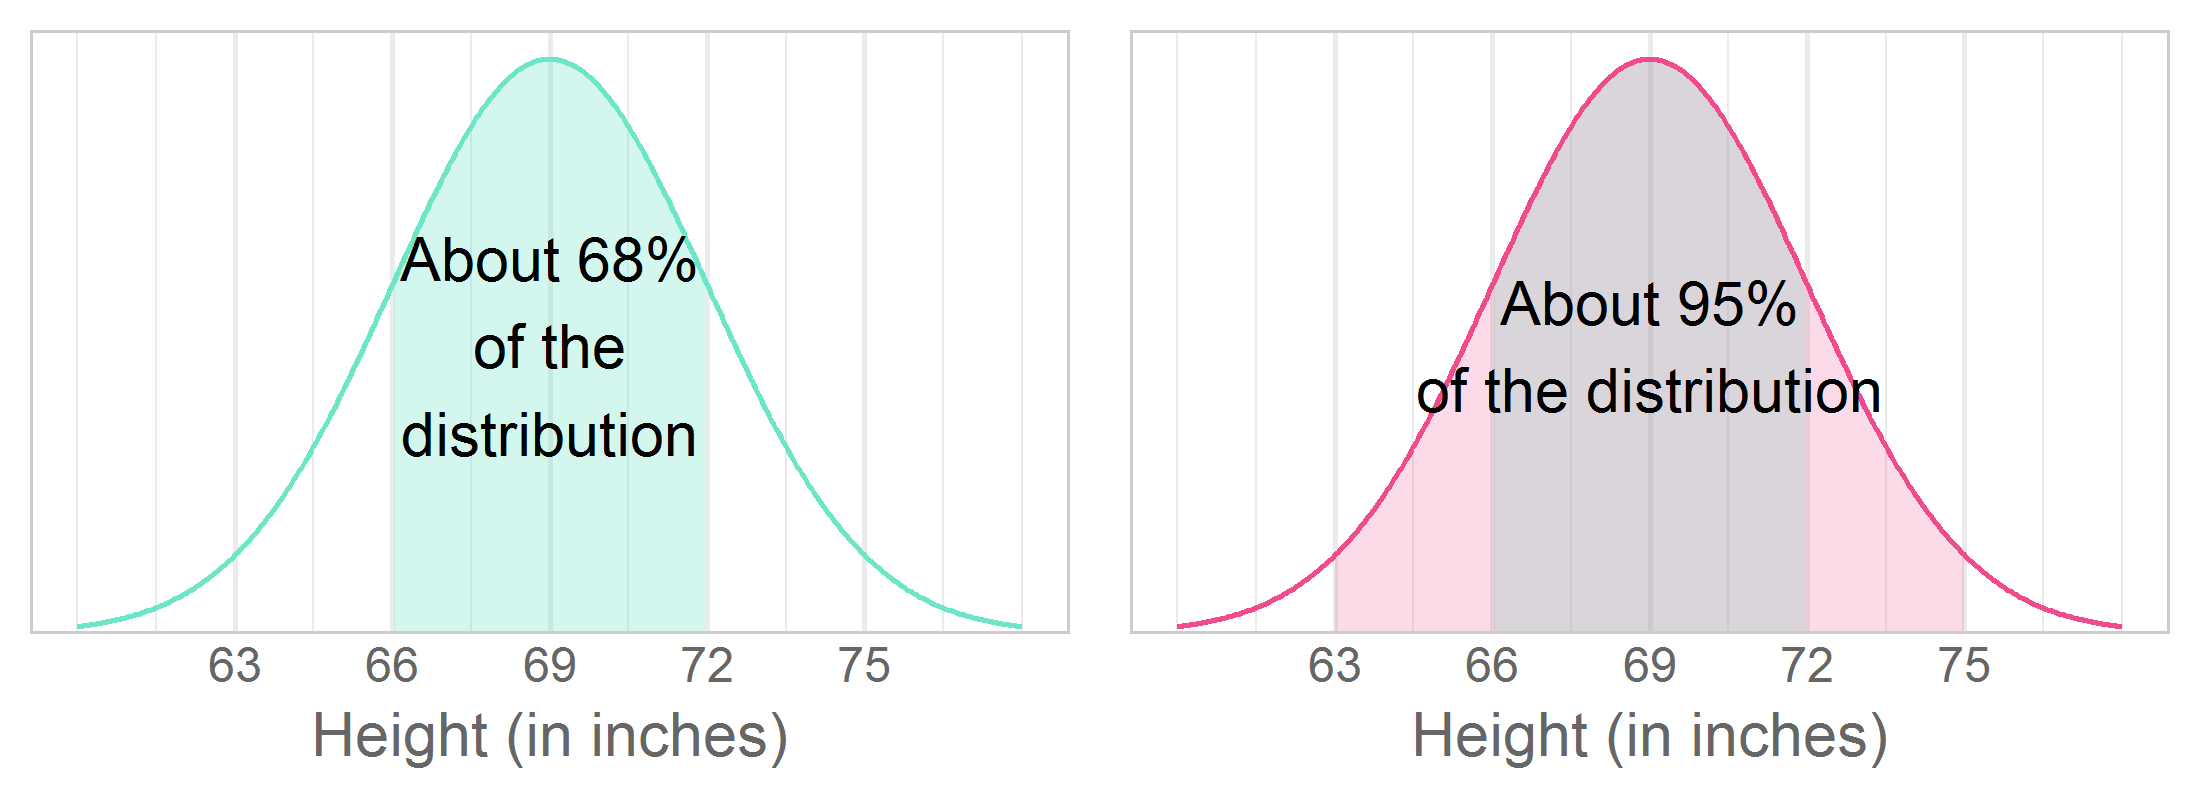 About 68%
of the
distribution
63 66 69 72 75
Height (in inches)
About 95%
of the distribution
63 66 69 72 75
Height (in inches)